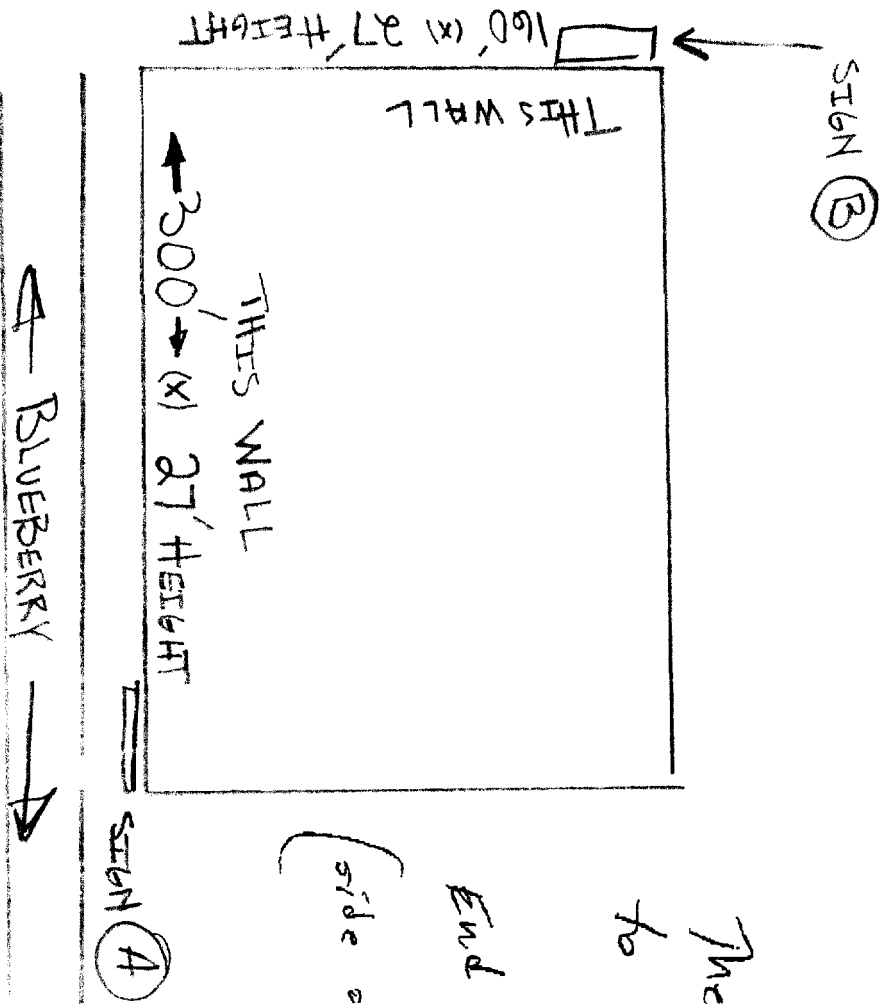 SIGN B
160' (x) 27' HEIGHT
THIS WALL
THIS WALL
← 300' → (x) 27' HEIGHT
← BLUEBERRY →
SIGN A
The
to
End
(side